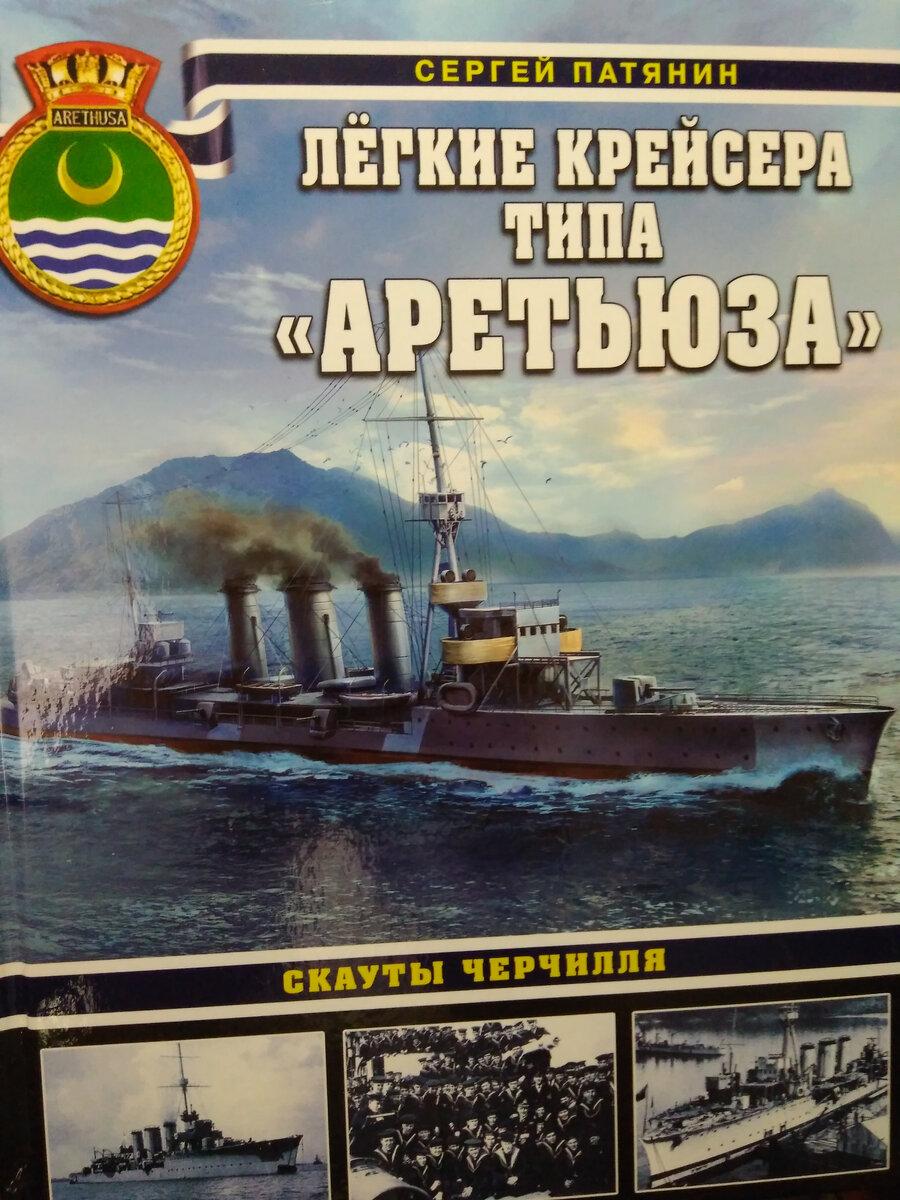 СЕРГЕЙ ПАТЯНИН
ARETHUSA
ЛЁГКИЕ КРЕЙСЕРА
ТИПА
«АРЕТЬЮЗА»
СКАУТЫ ЧЕРЧИЛЛЯ